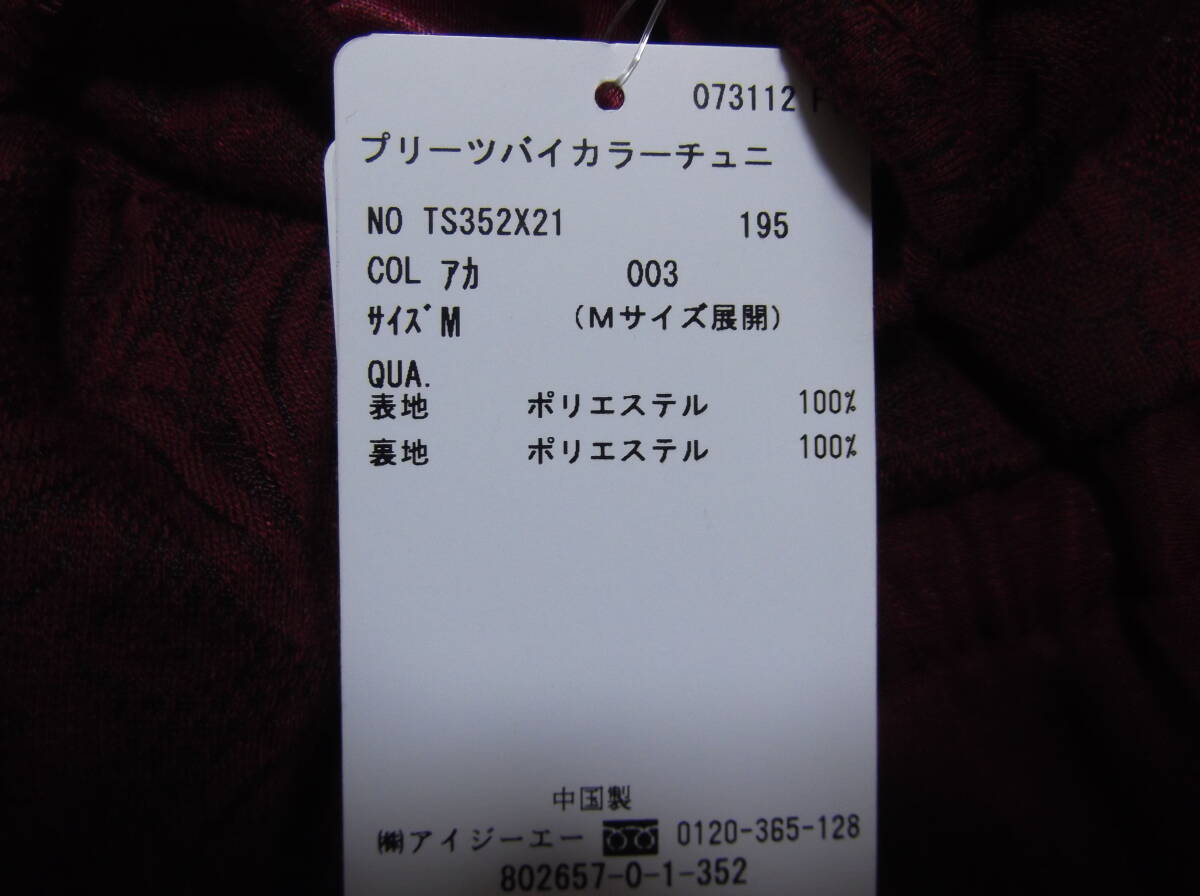 073112
プリーツバイカラーチュニ
NO TS352X21 195
COL ｱｶ 003
ｻｲｽﾞ M (Mサイズ展開)
QUA.
表地 ポリエステル 100%
裏地 ポリエステル 100%
中国製
㈱アイジーエー 0120-365-128
802657-0-1-352